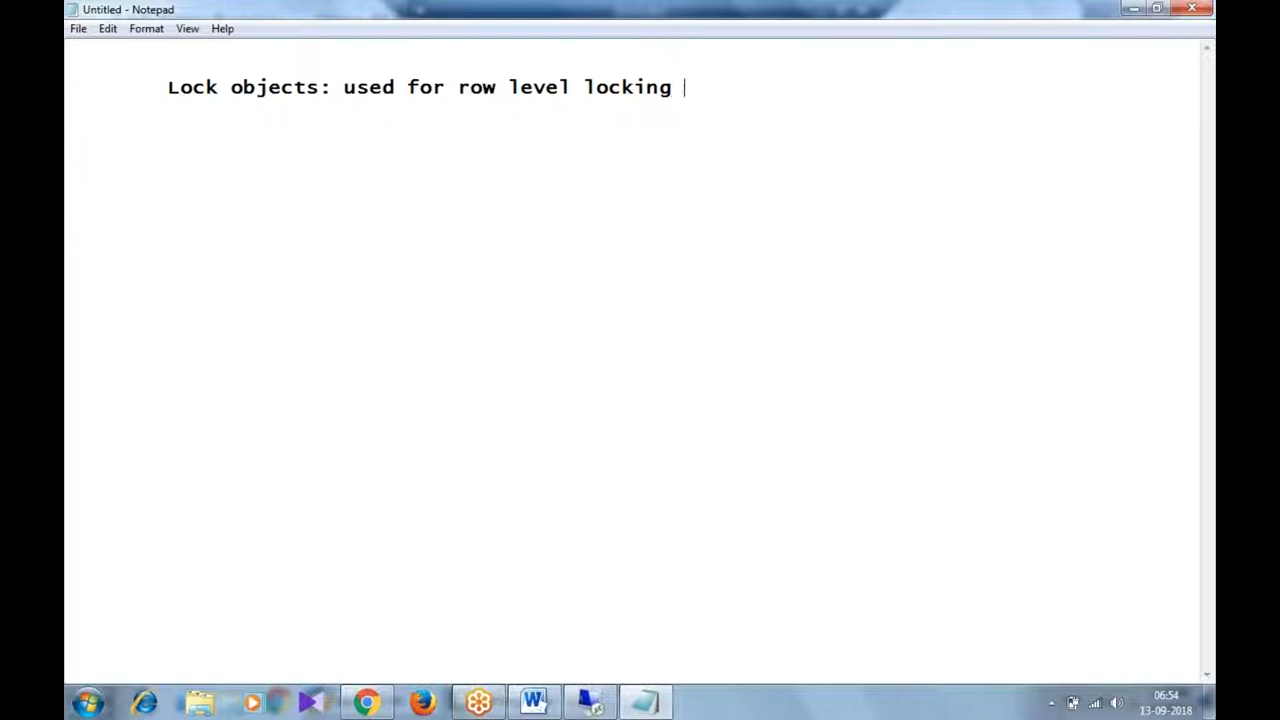 Untitled - Notepad
File Edit Format View Help
Lock objects: used for row level locking
06:54
13-09-2018